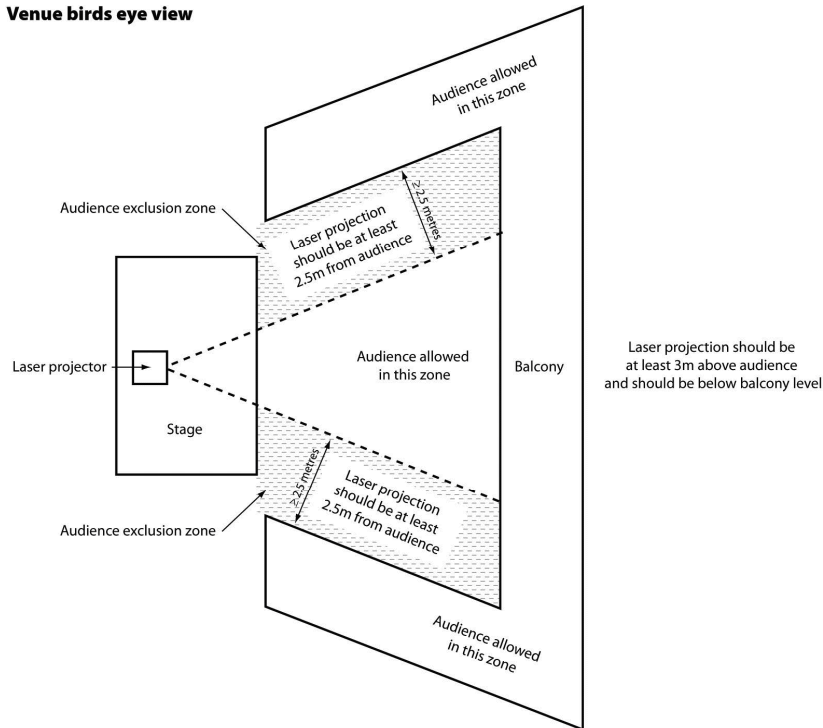 Venue birds eye view
Audience allowed
in this zone
Audience exclusion zone
≥ 2.5 metres
Laser projection
should be at least
2.5m from audience
Laser projector
Audience allowed
in this zone
Balcony
Laser projection should be
at least 3m above audience
and should be below balcony level
Stage
≥ 2.5 metres
Laser projection
should be at least
2.5m from audience
Audience exclusion zone
Audience allowed
in this zone